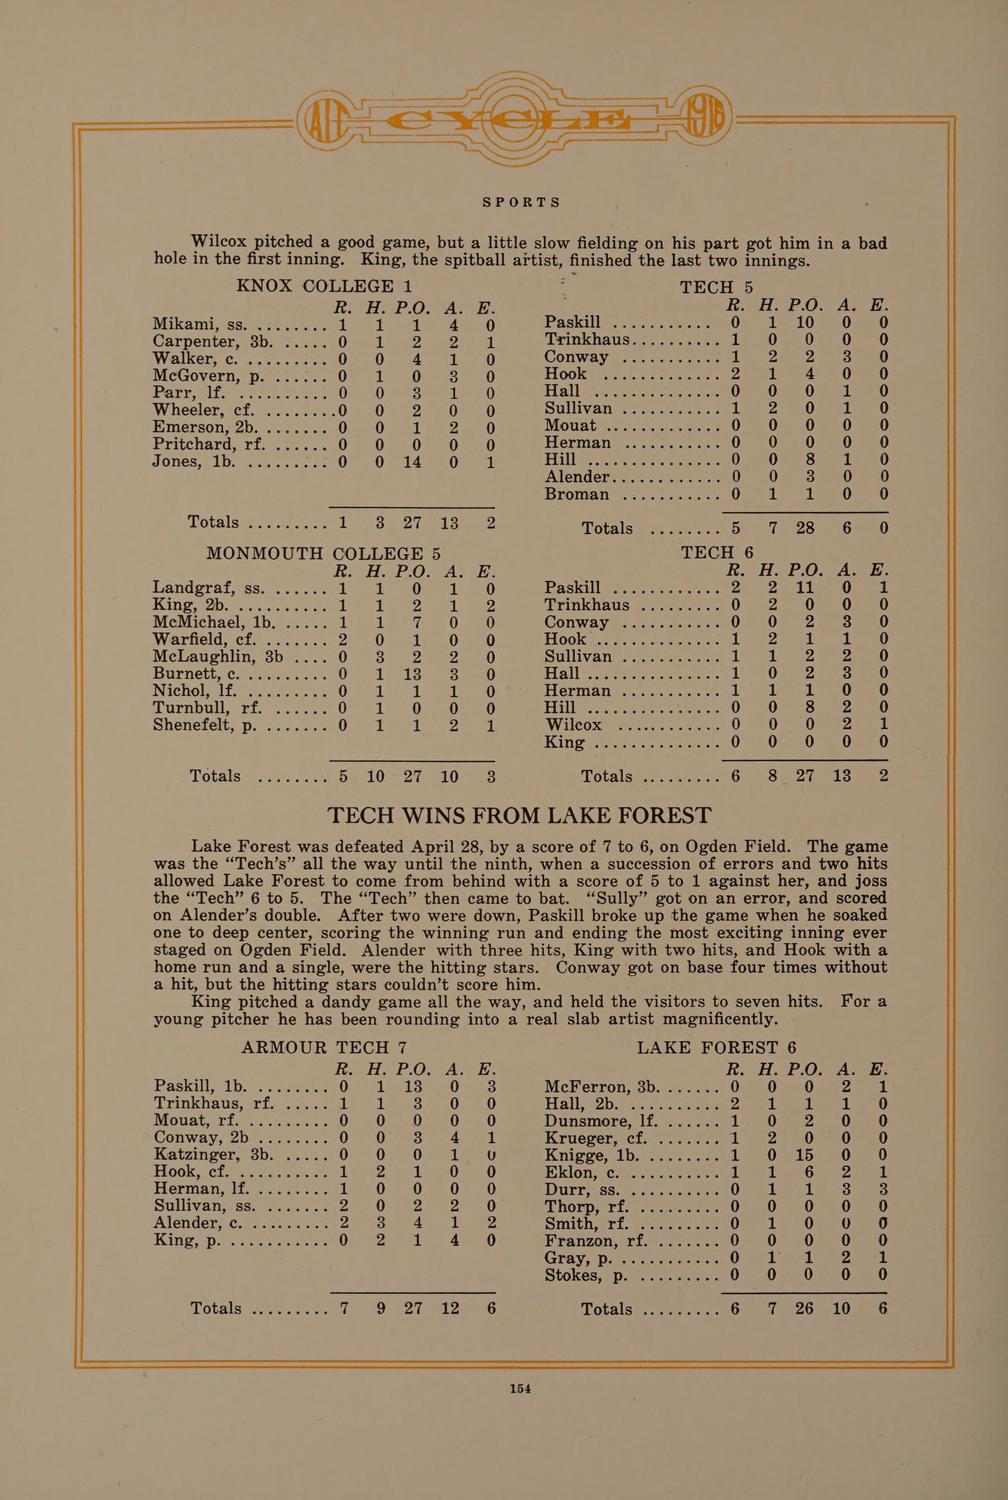 AIT CYCLE 1916
SPORTS
Wilcox pitched a good game, but a little slow fielding on his part got him in a bad
hole in the first inning. King, the spitball artist, finished the last two innings.
KNOX COLLEGE 1
R. H. P.O. A. E.
Mikami, ss. ........ 1 1 1 4 0
Carpenter, 3b. ..... 0 1 2 2 1
Walker, c. ......... 0 0 4 1 0
McGovern, p. ...... 0 1 0 3 0
Parr, lf. .......... 0 0 3 1 0
Wheeler, cf. ........ 0 0 2 0 0
Emerson, 2b. ....... 0 0 1 2 0
Pritchard, rf. ...... 0 0 0 0 0
Jones, 1b. ......... 0 0 14 0 1
Totals ......... 1 3 27 13 2
TECH 5
R. H. P.O. A. E.
Paskill ........... 0 1 10 0 0
Trinkhaus.......... 1 0 0 0 0
Conway ........... 1 2 2 3 0
Hook ............. 2 1 4 0 0
Hall .............. 0 0 0 1 0
Sullivan ........... 1 2 0 1 0
Mouat ............. 0 0 0 0 0
Herman ........... 0 0 0 0 0
Hill ............... 0 0 8 1 0
Alender............ 0 0 3 0 0
Broman ........... 0 1 1 0 0
Totals ........ 5 7 28 6 0
MONMOUTH COLLEGE 5
R. H. P.O. A. E.
Landgraf, ss. ...... 1 1 0 1 0
King, 2b. .......... 1 1 2 1 2
McMichael, 1b. ..... 1 1 7 0 0
Warfield, cf. ....... 2 0 1 0 0
McLaughlin, 3b .... 0 3 2 2 0
Burnett, c. ......... 0 1 13 3 0
Nichol, lf. ......... 0 1 1 1 0
Turnbull, rf. ...... 0 1 0 0 0
Shenefelt, p. ....... 0 1 1 2 1
Totals ........ 5 10 27 10 3
TECH 6
R. H. P.O. A. E.
Paskill ............ 2 2 11 0 1
Trinkhaus ......... 0 2 0 0 0
Conway ........... 0 0 2 3 0
Hook .............. 1 2 1 1 0
Sullivan ........... 1 1 2 2 0
Hall ............... 1 0 2 3 0
Herman ........... 1 1 1 0 0
Hill ............... 0 0 8 2 0
Wilcox ............ 0 0 0 2 1
King .............. 0 0 0 0 0
Totals ......... 6 8 27 13 2
TECH WINS FROM LAKE FOREST
Lake Forest was defeated April 28, by a score of 7 to 6, on Ogden Field. The game
was the “Tech’s” all the way until the ninth, when a succession of errors and two hits
allowed Lake Forest to come from behind with a score of 5 to 1 against her, and joss
the “Tech” 6 to 5. The “Tech” then came to bat. “Sully” got on an error, and scored
on Alender’s double. After two were down, Paskill broke up the game when he soaked
one to deep center, scoring the winning run and ending the most exciting inning ever
staged on Ogden Field. Alender with three hits, King with two hits, and Hook with a
home run and a single, were the hitting stars. Conway got on base four times without
a hit, but the hitting stars couldn’t score him.
King pitched a dandy game all the way, and held the visitors to seven hits. For a
young pitcher he has been rounding into a real slab artist magnificently.
ARMOUR TECH 7
R. H. P.O. A. E.
Paskill, 1b. ........ 0 1 13 0 3
Trinkhaus, rf. ..... 1 1 3 0 0
Mouat, rf. ......... 0 0 0 0 0
Conway, 2b ........ 0 0 3 4 1
Katzinger, 3b. ..... 0 0 0 1 0
Hook, cf. .......... 1 2 1 0 0
Herman, lf. ........ 1 0 0 0 0
Sullivan, ss. ....... 2 0 2 2 0
Alender, c. ......... 2 3 4 1 2
King, p. ........... 0 2 1 4 0
Totals ......... 7 9 27 12 6
LAKE FOREST 6
R. H. P.O. A. E.
McFerron, 3b. ...... 0 0 0 2 1
Hall, 2b. .......... 2 1 1 1 0
Dunsmore, lf. ...... 1 0 2 0 0
Krueger, cf. ....... 1 2 0 0 0
Knigge, 1b. ........ 1 0 15 0 0
Eklon, c. .......... 1 1 6 2 1
Durr, ss. .......... 0 1 1 3 3
Thorp, rf. ......... 0 0 0 0 0
Smith, rf. ......... 0 1 0 0 0
Franzon, rf. ....... 0 0 0 0 0
Gray, p. ........... 0 1 1 2 1
Stokes, p. ......... 0 0 0 0 0
Totals ......... 6 7 26 10 6
154